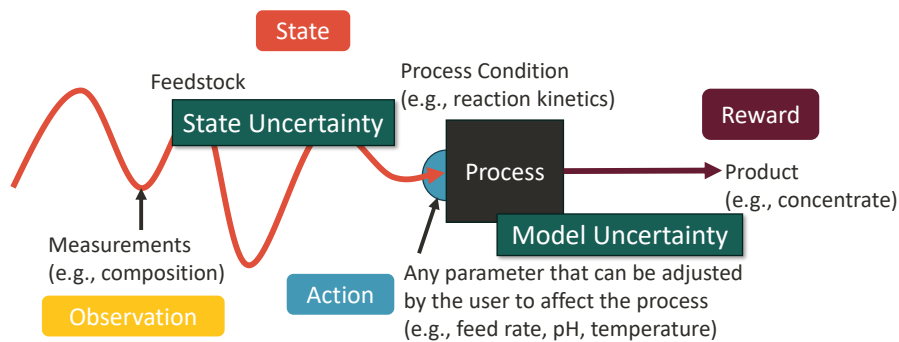 State
Feedstock
State Uncertainty
Process Condition
(e.g., reaction kinetics)
Reward
Process
Product
(e.g., concentrate)
Model Uncertainty
Measurements
(e.g., composition)
Observation
Action
Any parameter that can be adjusted
by the user to affect the process
(e.g., feed rate, pH, temperature)